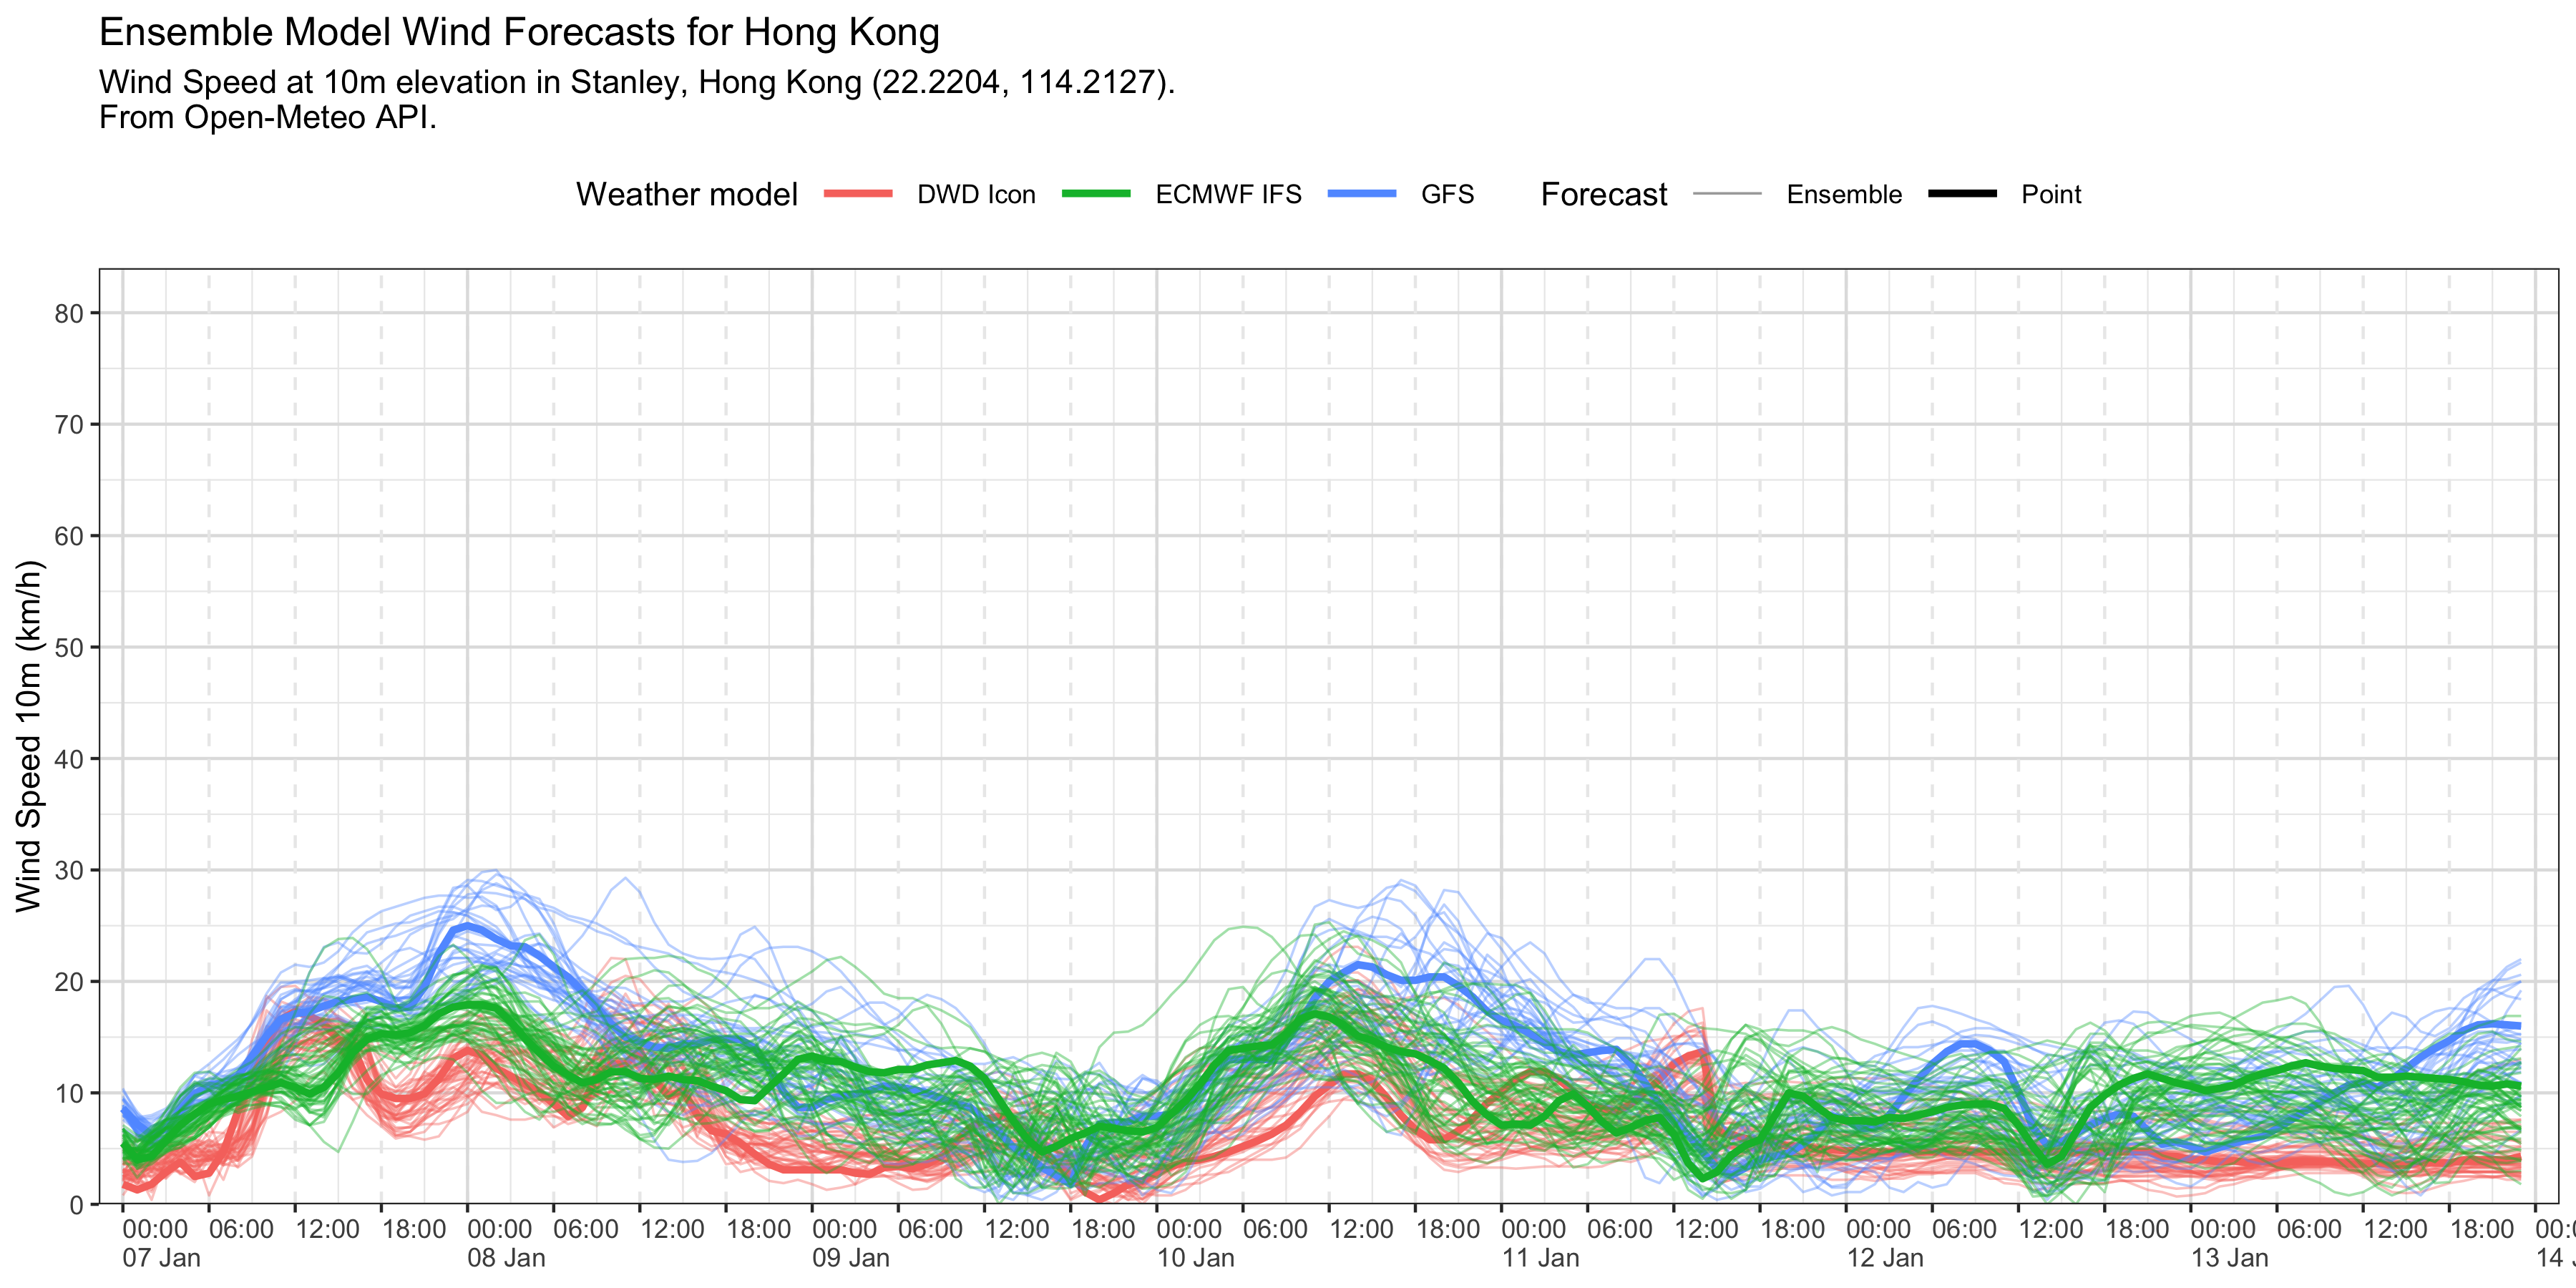 Ensemble Model Wind Forecasts for Hong Kong
Wind Speed at 10m elevation in Stanley, Hong Kong (22.2204, 114.2127).
From Open-Meteo API.
Weather model DWD Icon ECMWF IFS GFS Forecast Ensemble Point
Wind Speed 10m (km/h)
80
70
60
50
40
30
20
10
0
00:00 06:00 12:00 18:00 00:00 06:00 12:00 18:00 00:00 06:00 12:00 18:00 00:00 06:00 12:00 18:00 00:00 06:00 12:00 18:00 00:00 06:00 12:00 18:00 00:00 06:00 12:00 18:00
07 Jan 08 Jan 09 Jan 10 Jan 11 Jan 12 Jan 13 Jan 14